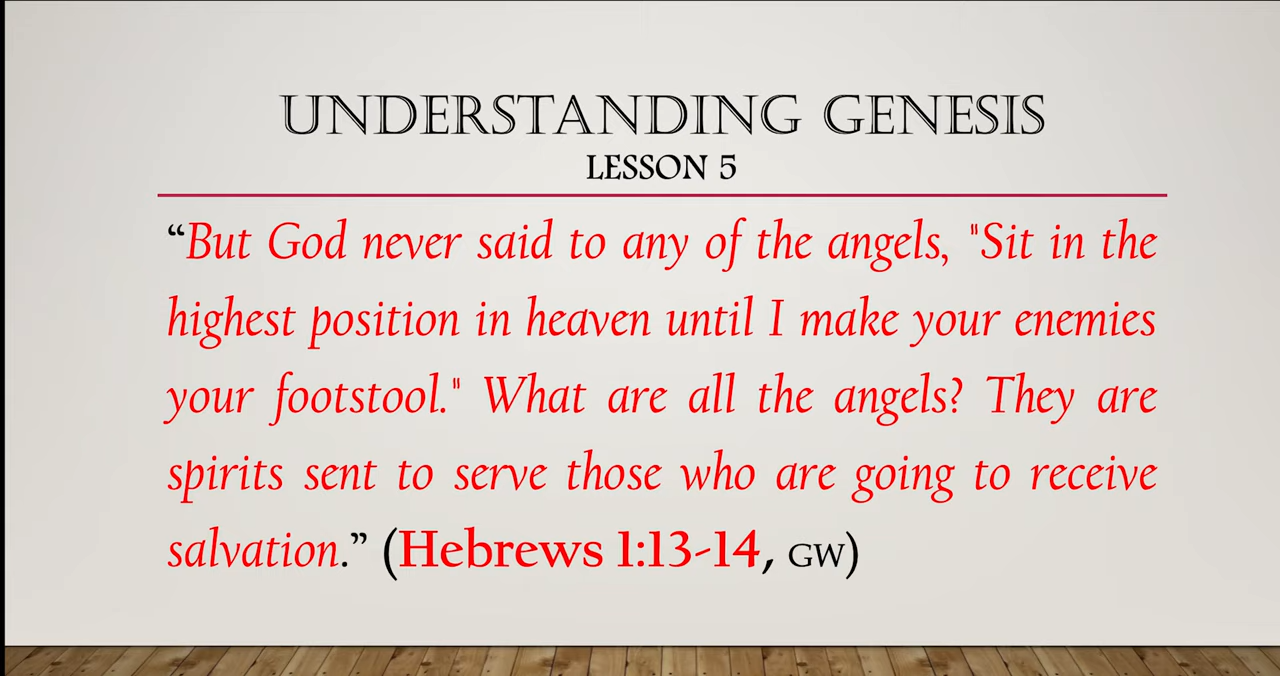 UNDERSTANDING GENESIS
LESSON 5
“But God never said to any of the angels, "Sit in the
highest position in heaven until I make your enemies
your footstool." What are all the angels? They are
spirits sent to serve those who are going to receive
salvation.” (Hebrews 1:13-14, GW)